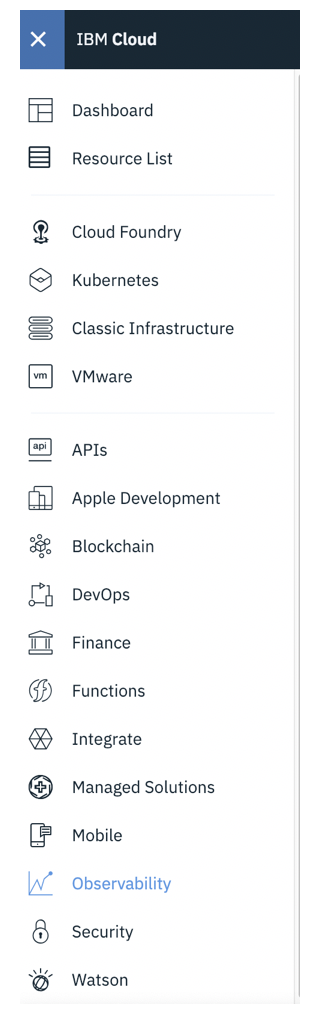 IBM Cloud
Dashboard
Resource List
Cloud Foundry
Kubernetes
Classic Infrastructure
vm VMware
api APIs
Apple Development
Blockchain
DevOps
Finance
Functions
Integrate
Managed Solutions
Mobile
Observability
Security
Watson